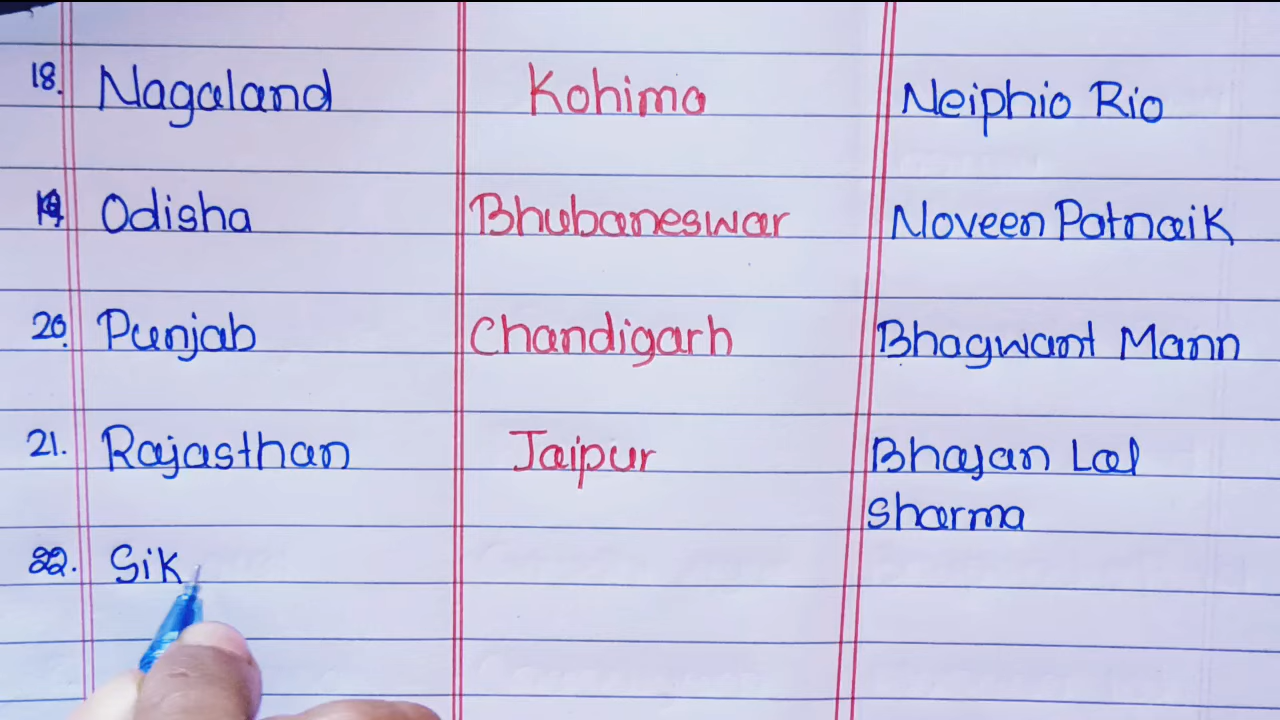 18. Nagaland Kohima Neiphio Rio
19. Odisha Bhubaneswar Noveen Patnaik
20. Punjab Chandigarh Bhagwant Mann
21. Rajasthan Jaipur Bhajan Lal
Sharma
22. Sik